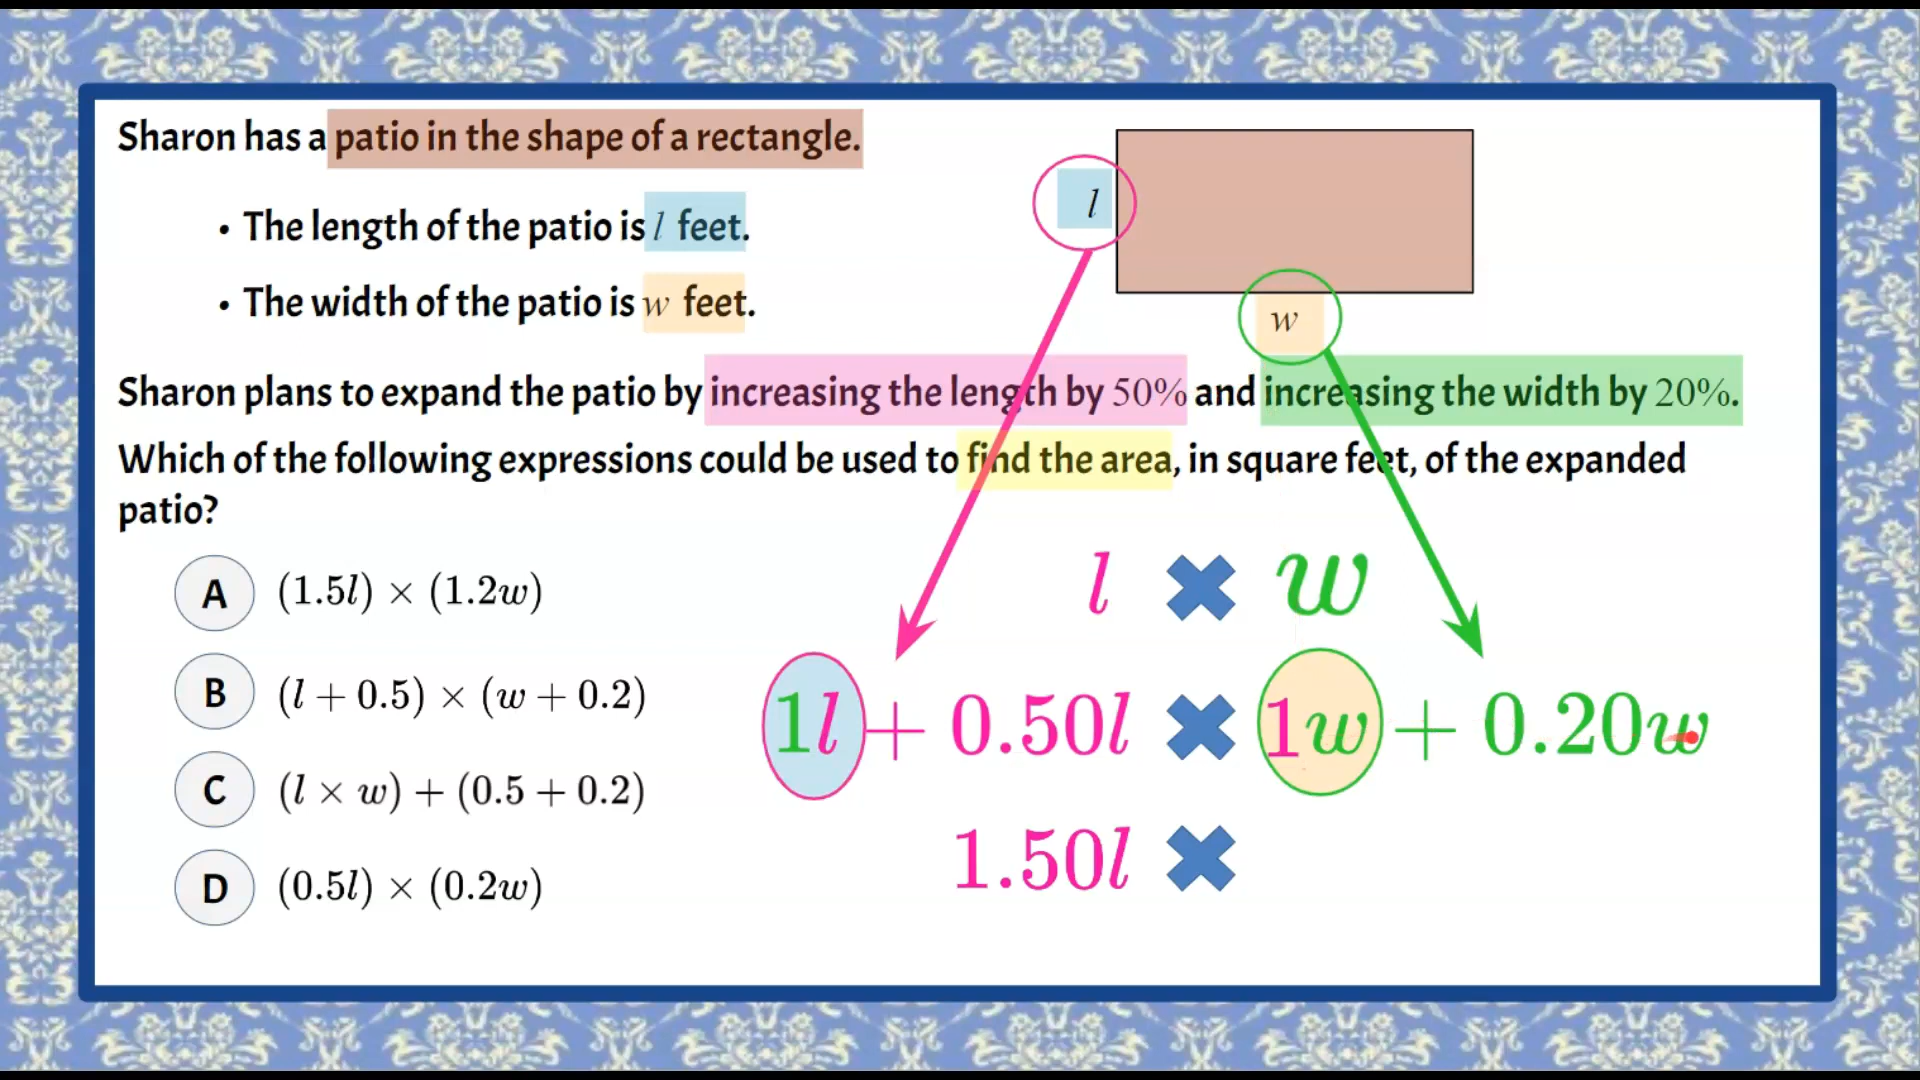 Sharon has a patio in the shape of a rectangle.
• The length of the patio is l feet.
• The width of the patio is w feet.
l
w
Sharon plans to expand the patio by increasing the length by 50% and increasing the width by 20%.
Which of the following expressions could be used to find the area, in square feet, of the expanded
patio?
A (1.5l) × (1.2w)
B (l + 0.5) × (w + 0.2)
C (l × w) + (0.5 + 0.2)
D (0.5l) × (0.2w)
l ✖ w
1l + 0.50l ✖ 1w + 0.20w
1.50l ✖